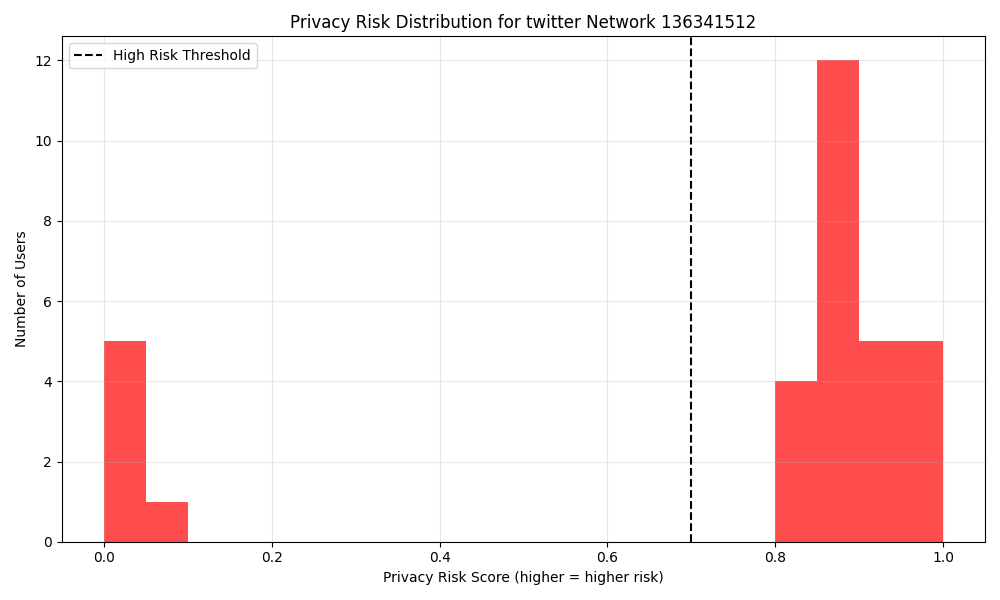 Privacy Risk Distribution for twitter Network 136341512
High Risk Threshold
Number of Users
12
10
8
6
4
2
0
0.0 0.2 0.4 0.6 0.8 1.0
Privacy Risk Score (higher = higher risk)